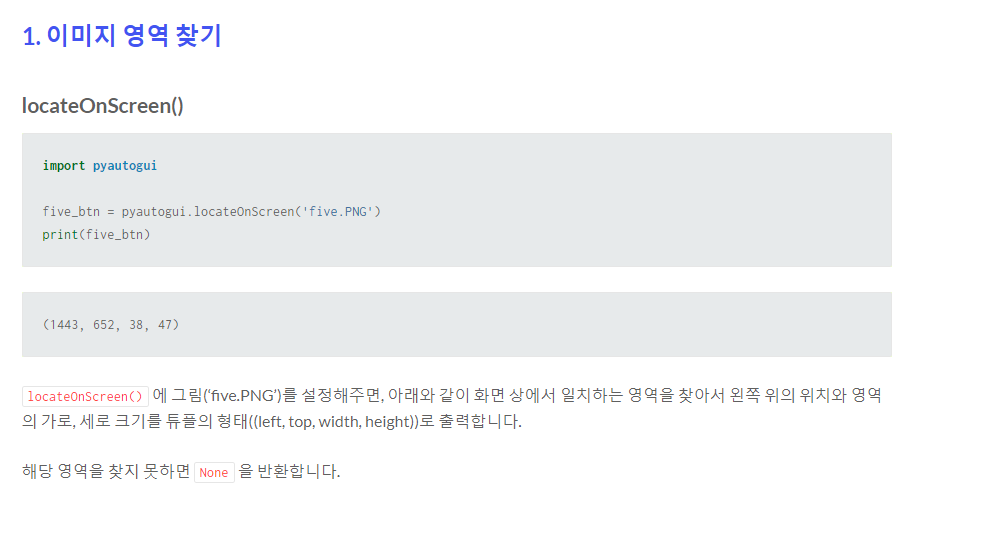 1. 이미지 영역 찾기
locateOnScreen()
import pyautogui
five_btn = pyautogui.locateOnScreen('five.PNG')
print(five_btn)
(1443, 652, 38, 47)
locateOnScreen() 에 그림(‘five.PNG’)를 설정해주면, 아래와 같이 화면 상에서 일치하는 영역을 찾아서 왼쪽 위의 위치와 영역
의 가로, 세로 크기를 튜플의 형태((left, top, width, height))로 출력합니다.
해당 영역을 찾지 못하면 None 을 반환합니다.